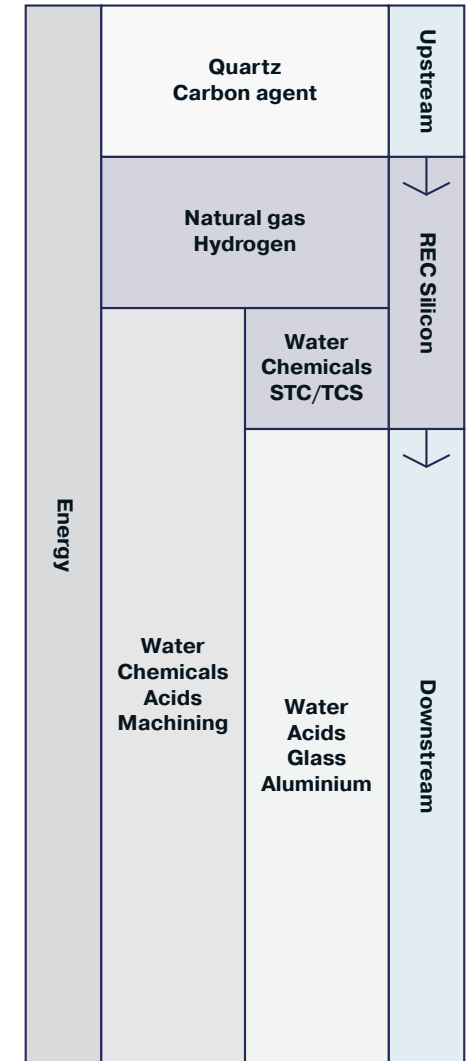 Quartz
Carbon agent
Upstream
Natural gas
Hydrogen
REC Silicon
Water
Chemicals
STC/TCS
Energy
Water
Chemicals
Acids
Machining
Water
Acids
Glass
Aluminium
Downstream